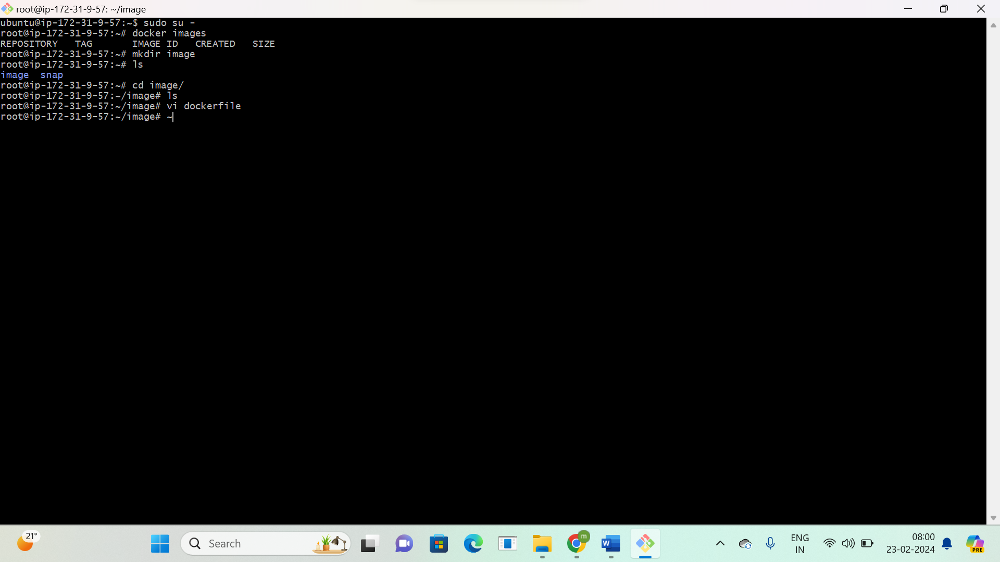 root@ip-172-31-9-57: ~/image
ubuntu@ip-172-31-9-57:~$ sudo su -
root@ip-172-31-9-57:~# docker images
REPOSITORY   TAG       IMAGE ID   CREATED   SIZE
root@ip-172-31-9-57:~# mkdir image
root@ip-172-31-9-57:~# ls
image  snap
root@ip-172-31-9-57:~# cd image/
root@ip-172-31-9-57:~/image# ls
root@ip-172-31-9-57:~/image# vi dockerfile
root@ip-172-31-9-57:~/image# ~
21°
Search
m
W
ENG
IN
08:00
23-02-2024
PRE